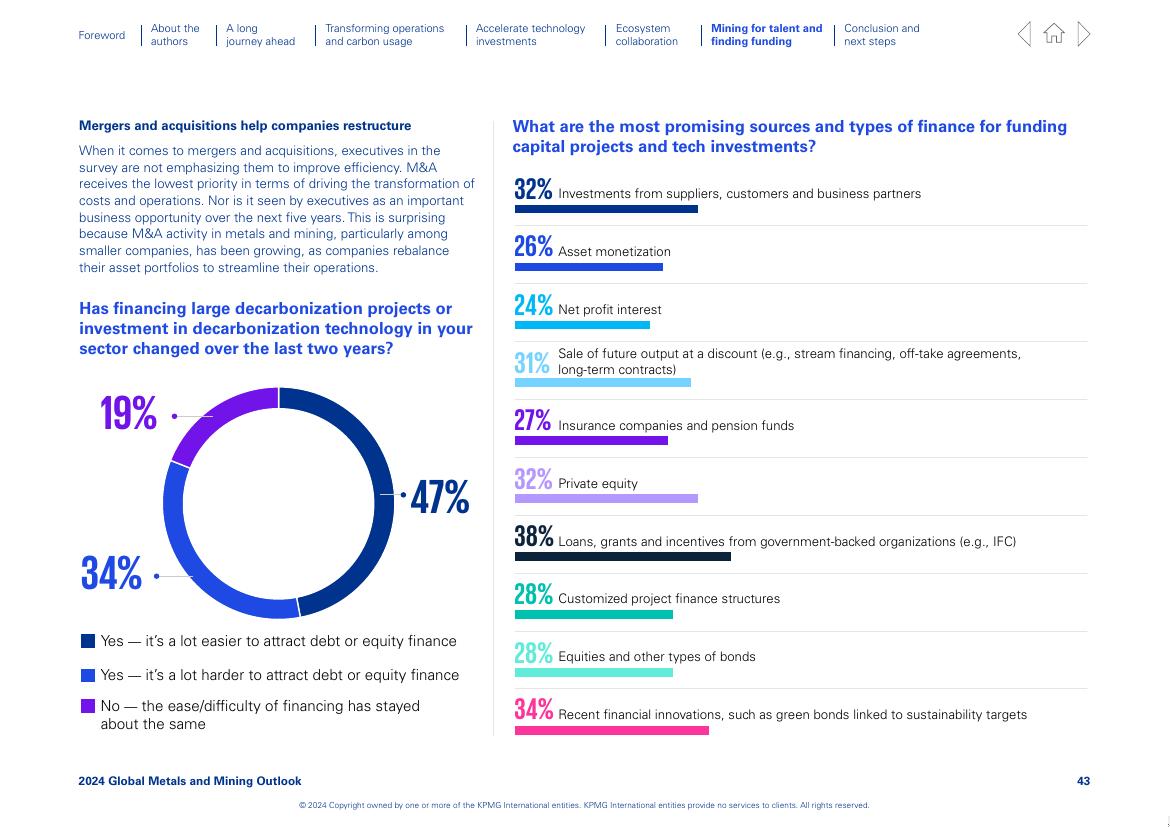 Foreword
About the
authors
A long
journey ahead
Transforming operations
and carbon usage
Accelerate technology
investments
Ecosystem
collaboration
Mining for talent and
finding funding
Conclusion and
next steps
Mergers and acquisitions help companies restructure
When it comes to mergers and acquisitions, executives in the
survey are not emphasizing them to improve efficiency. M&A
receives the lowest priority in terms of driving the transformation of
costs and operations. Nor is it seen by executives as an important
business opportunity over the next five years. This is surprising
because M&A activity in metals and mining, particularly among
smaller companies, has been growing, as companies rebalance
their asset portfolios to streamline their operations.
Has financing large decarbonization projects or
investment in decarbonization technology in your
sector changed over the last two years?
19%
47%
34%
Yes — it’s a lot easier to attract debt or equity finance
Yes — it’s a lot harder to attract debt or equity finance
No — the ease/difficulty of financing has stayed
about the same
What are the most promising sources and types of finance for funding
capital projects and tech investments?
32% Investments from suppliers, customers and business partners
26% Asset monetization
24% Net profit interest
31% Sale of future output at a discount (e.g., stream financing, off-take agreements,
long-term contracts)
27% Insurance companies and pension funds
32% Private equity
38% Loans, grants and incentives from government-backed organizations (e.g., IFC)
28% Customized project finance structures
28% Equities and other types of bonds
34% Recent financial innovations, such as green bonds linked to sustainability targets
2024 Global Metals and Mining Outlook
43
© 2024 Copyright owned by one or more of the KPMG International entities. KPMG International entities provide no services to clients. All rights reserved.